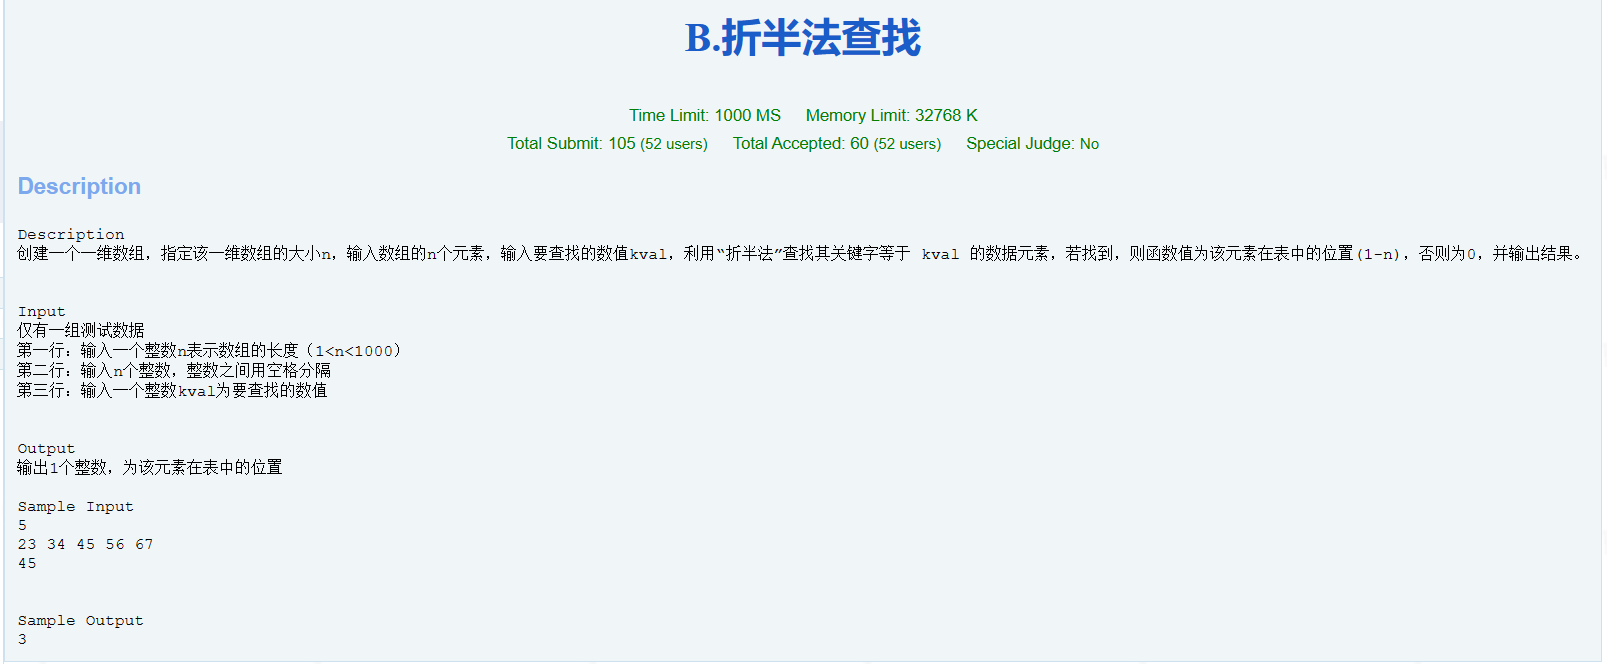 B.折半法查找
Time Limit: 1000 MS Memory Limit: 32768 K
Total Submit: 105 (52 users) Total Accepted: 60 (52 users) Special Judge: No
Description
Description
创建一个一维数组，指定该一维数组的大小n，输入数组的n个元素，输入要查找的数值kval，利用“折半法”查找其关键字等于 kval 的数据元素，若找到，则函数值为该元素在表中的位置(1-n)，否则为0，并输出结果。
Input
仅有一组测试数据
第一行：输入一个整数n表示数组的长度（1<n<1000）
第二行：输入n个整数，整数之间用空格分隔
第三行：输入一个整数kval为要查找的数值
Output
输出1个整数，为该元素在表中的位置
Sample Input
5
23 34 45 56 67
45
Sample Output
3